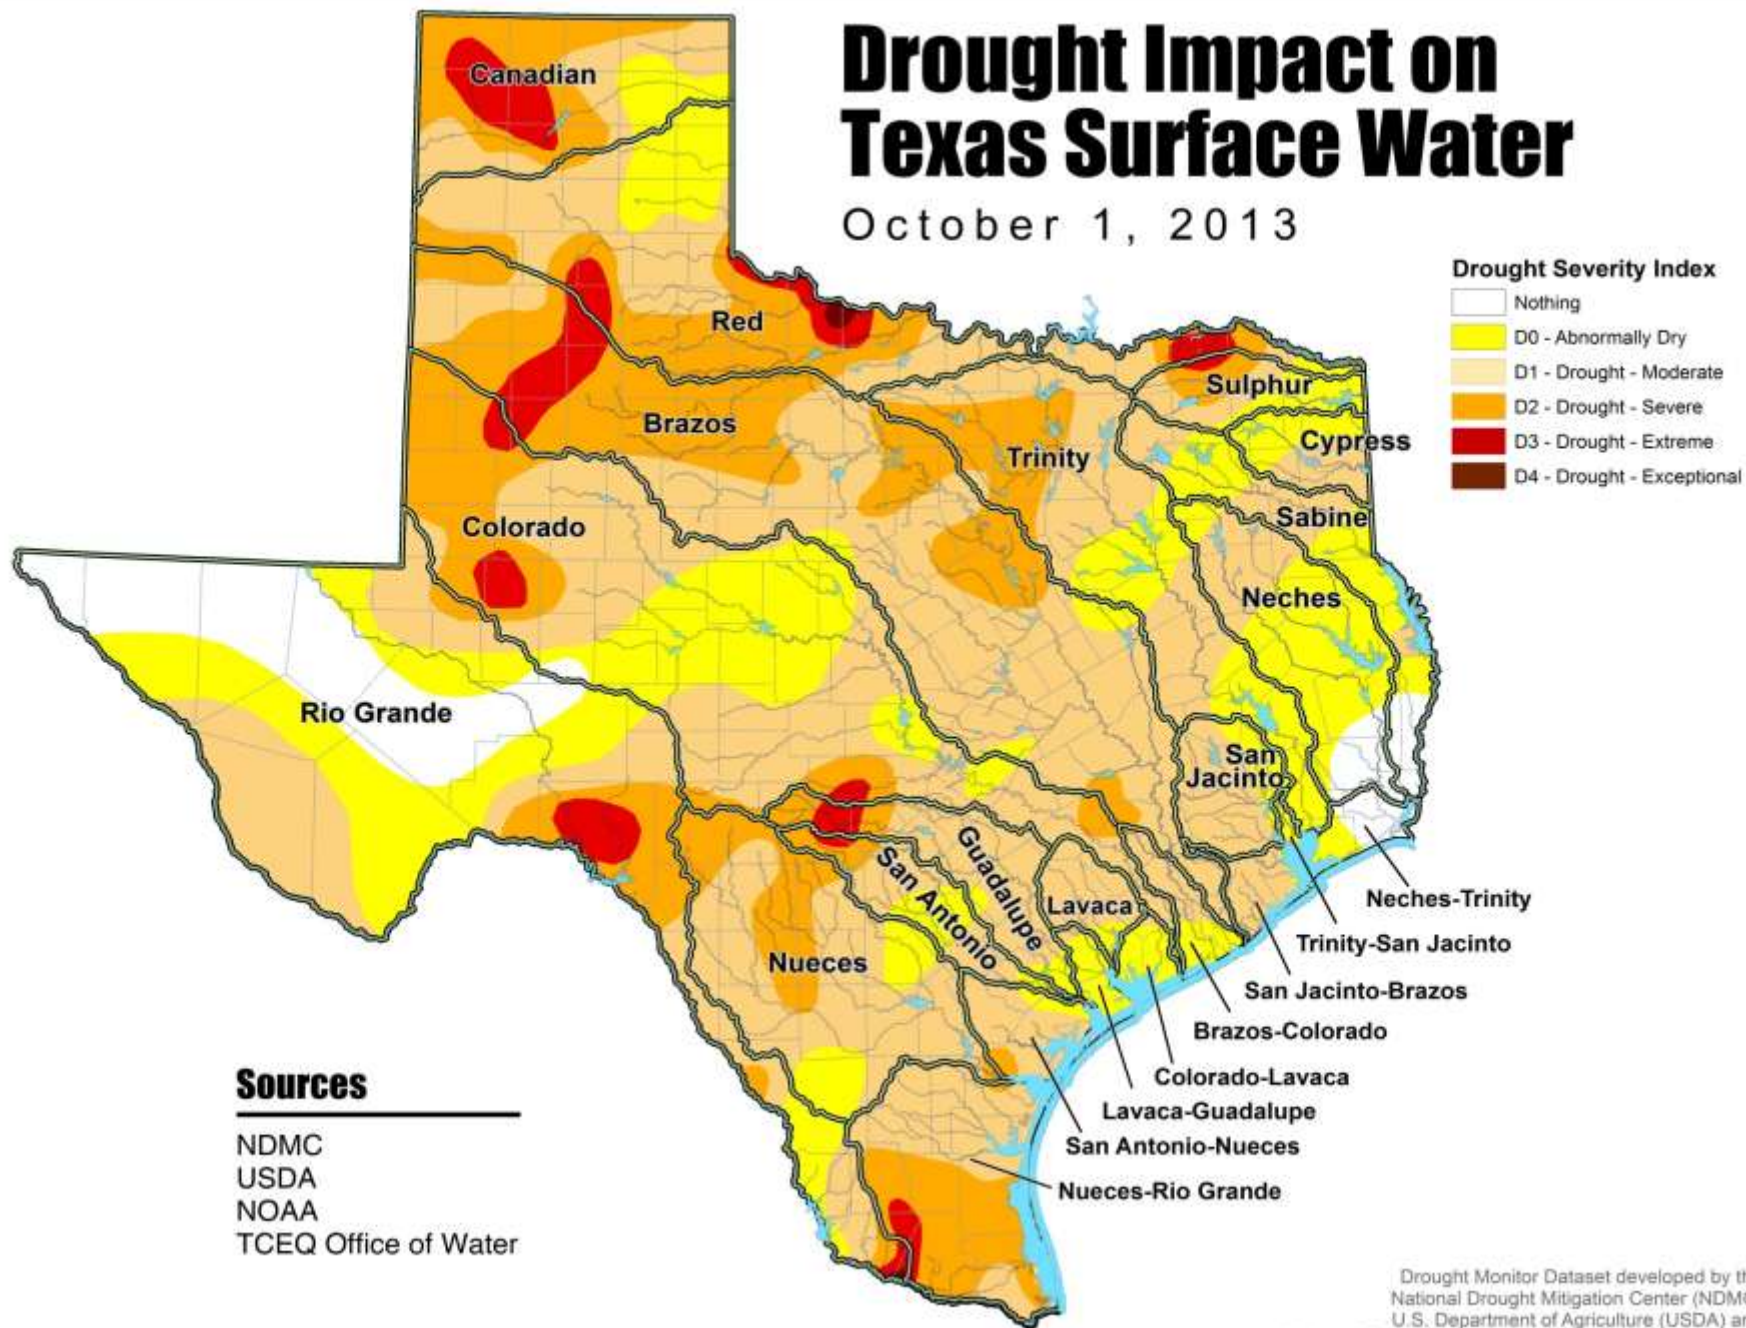 Drought Impact on
Texas Surface Water
October 1, 2013
Drought Severity Index
Nothing
D0 - Abnormally Dry
D1 - Drought - Moderate
D2 - Drought - Severe
D3 - Drought - Extreme
D4 - Drought - Exceptional
Canadian
Red
Sulphur
Brazos
Cypress
Trinity
Sabine
Colorado
Neches
Rio Grande
San
Jacinto
Guadalupe
San Antonio
Lavaca
Nueces
Neches-Trinity
Trinity-San Jacinto
San Jacinto-Brazos
Brazos-Colorado
Colorado-Lavaca
Lavaca-Guadalupe
San Antonio-Nueces
Nueces-Rio Grande
Sources
NDMC
USDA
NOAA
TCEQ Office of Water
Drought Monitor Dataset developed by
National Drought Mitigation Center (NDMC
U.S. Department of Agriculture (USDA)